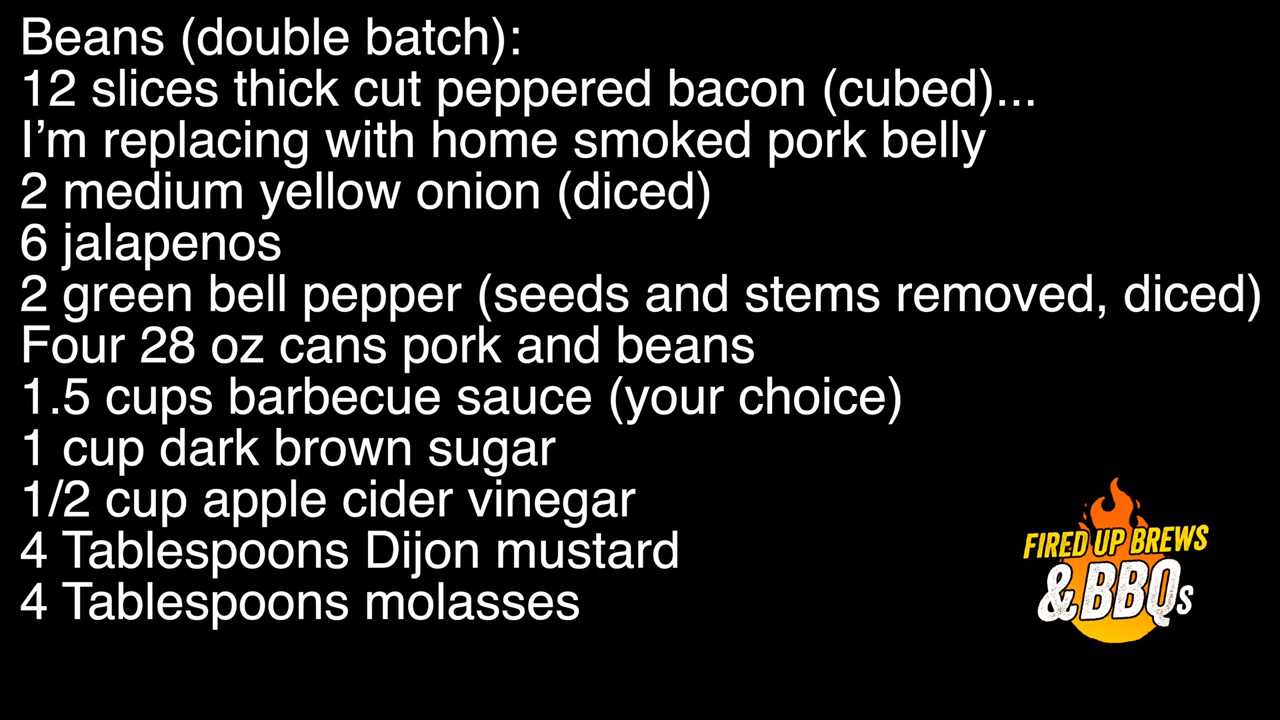 Beans (double batch):
12 slices thick cut peppered bacon (cubed)...
I’m replacing with home smoked pork belly
2 medium yellow onion (diced)
6 jalapenos
2 green bell pepper (seeds and stems removed, diced)
Four 28 oz cans pork and beans
1.5 cups barbecue sauce (your choice)
1 cup dark brown sugar
1/2 cup apple cider vinegar
4 Tablespoons Dijon mustard
4 Tablespoons molasses
FIRED UP BREWS
& BBQs